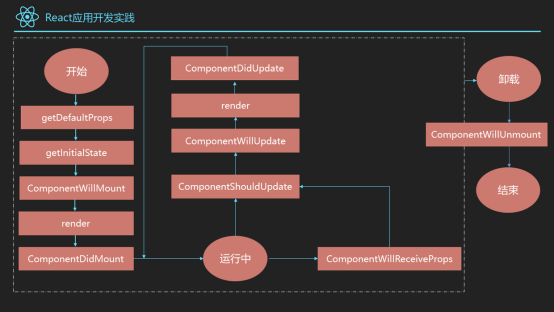 React应用开发实践
开始
getDefaultProps
getInitialState
ComponentWillMount
render
ComponentDidMount
ComponentDidUpdate
render
ComponentWillUpdate
ComponentShouldUpdate
运行中
ComponentWillReceiveProps
卸载
ComponentWillUnmount
结束